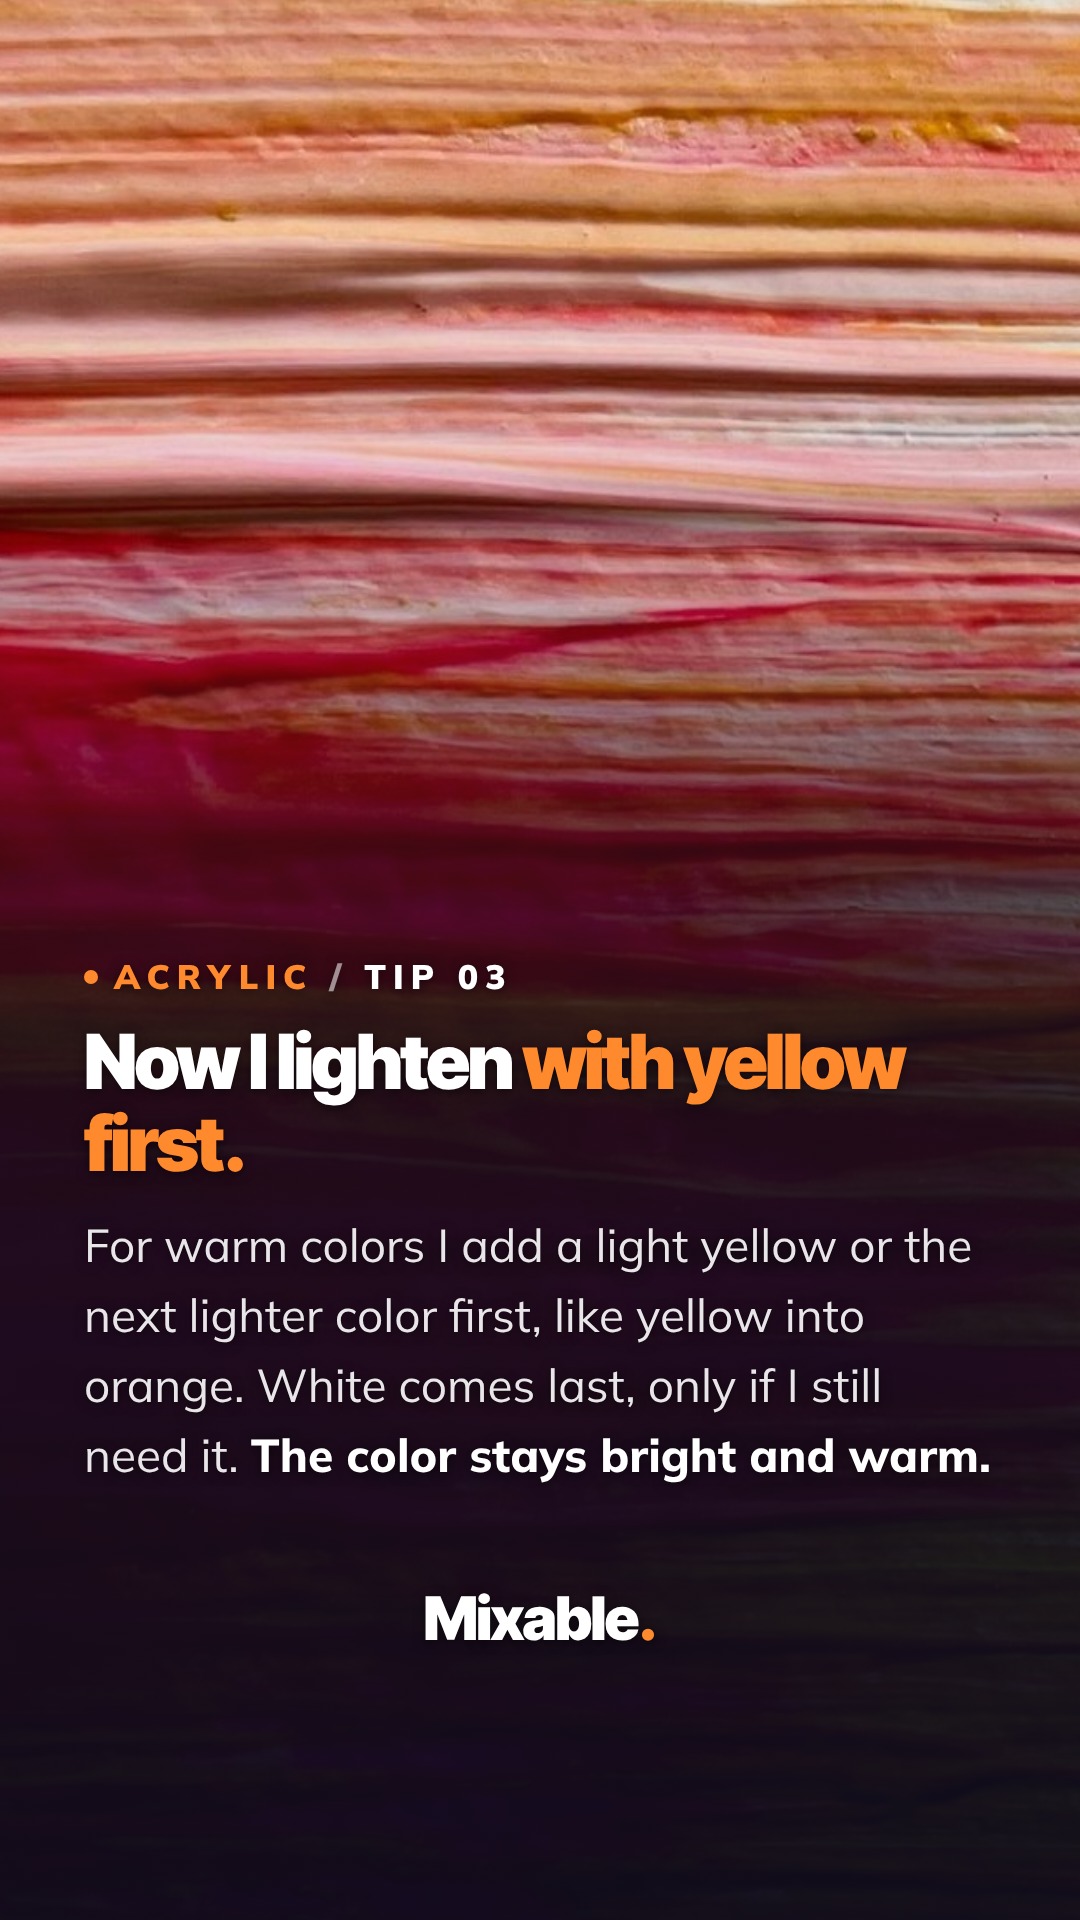 • ACRYLIC / TIP 03
Now I lighten with yellow
first.
For warm colors I add a light yellow or the
next lighter color first, like yellow into
orange. White comes last, only if I still
need it. The color stays bright and warm.
Mixable.